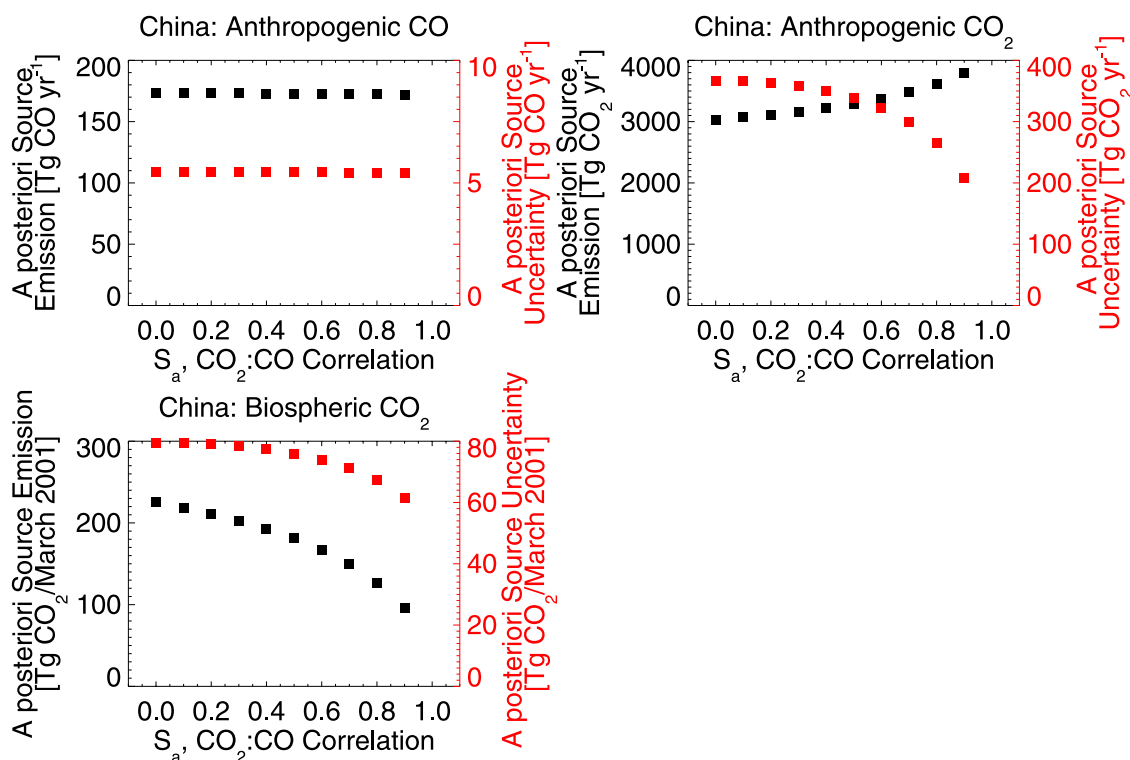 China: Anthropogenic CO
A posteriori Source
Emission [Tg CO yr-1]
200
150
100
50
0
10
5
0
A posteriori Source
Uncertainty [Tg CO yr-1]
0.0 0.2 0.4 0.6 0.8 1.0
Sa, CO2:CO Correlation
China: Anthropogenic CO2
A posteriori Source
Emission [Tg CO2 yr-1]
4000
3000
2000
1000
0
400
300
200
100
0
A posteriori Source
Uncertainty [Tg CO2 yr-1]
0.0 0.2 0.4 0.6 0.8 1.0
Sa, CO2:CO Correlation
China: Biospheric CO2
A posteriori Source Emission
[Tg CO2/March 2001]
300
200
100
0
80
60
40
20
0
A posteriori Source Uncertainty
[Tg CO2/March 2001]
0.0 0.2 0.4 0.6 0.8 1.0
Sa, CO2:CO Correlation